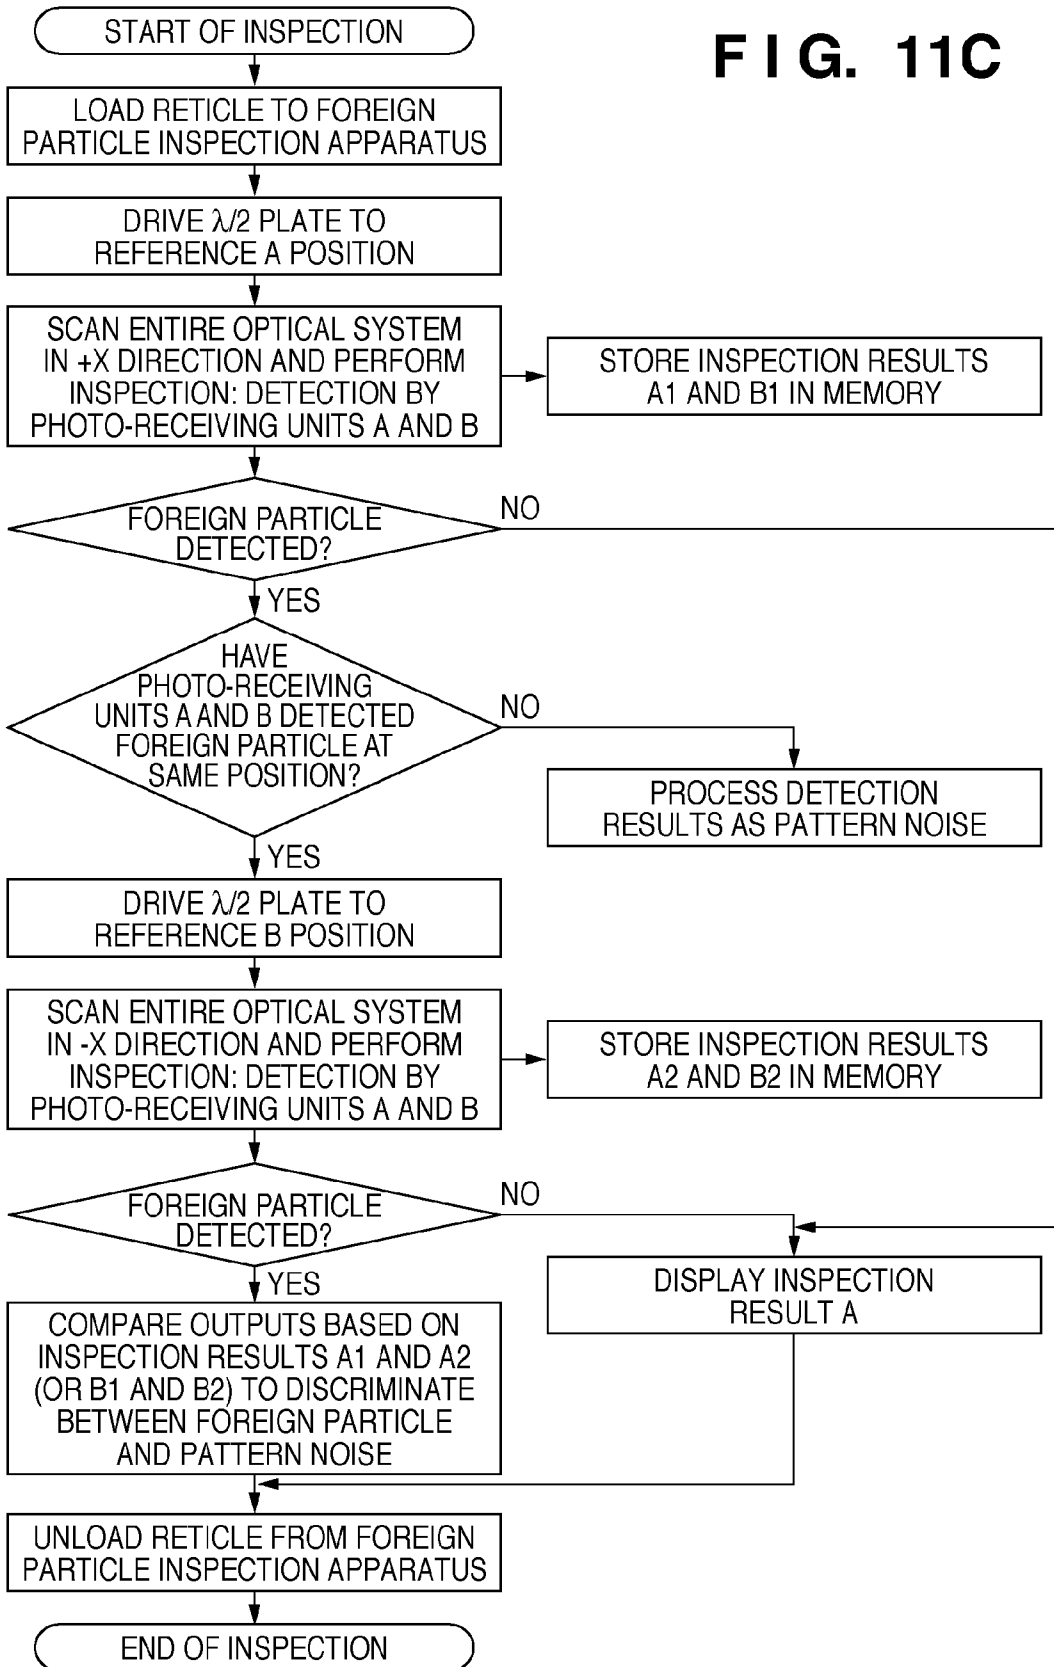 START OF INSPECTION
FIG. 11C
LOAD RETICLE TO FOREIGN
PARTICLE INSPECTION APPARATUS
DRIVE λ/2 PLATE TO
REFERENCE A POSITION
SCAN ENTIRE OPTICAL SYSTEM
IN +X DIRECTION AND PERFORM
INSPECTION: DETECTION BY
PHOTO-RECEIVING UNITS A AND B
STORE INSPECTION RESULTS
A1 AND B1 IN MEMORY
FOREIGN PARTICLE
DETECTED?
NO
YES
HAVE
PHOTO-RECEIVING
UNITS A AND B DETECTED
FOREIGN PARTICLE AT
SAME POSITION?
NO
PROCESS DETECTION
RESULTS AS PATTERN NOISE
YES
DRIVE λ/2 PLATE TO
REFERENCE B POSITION
SCAN ENTIRE OPTICAL SYSTEM
IN -X DIRECTION AND PERFORM
INSPECTION: DETECTION BY
PHOTO-RECEIVING UNITS A AND B
STORE INSPECTION RESULTS
A2 AND B2 IN MEMORY
FOREIGN PARTICLE
DETECTED?
NO
YES
DISPLAY INSPECTION
RESULT A
COMPARE OUTPUTS BASED ON
INSPECTION RESULTS A1 AND A2
(OR B1 AND B2) TO DISCRIMINATE
BETWEEN FOREIGN PARTICLE
AND PATTERN NOISE
UNLOAD RETICLE FROM FOREIGN
PARTICLE INSPECTION APPARATUS
END OF INSPECTION